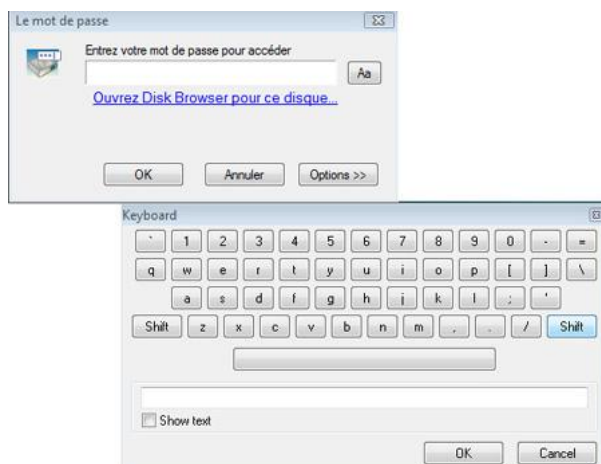 Le mot de passe
Entrez votre mot de passe pour accéder
Aa
Ouvrez Disk Browser pour ce disque...
OK Annuler Options >>
Keyboard
` 1 2 3 4 5 6 7 8 9 0 - =
q w e r t y u i o p [ ] \
a s d f g h j k l ; '
Shift z x c v b n m , . / Shift
Show text
OK Cancel